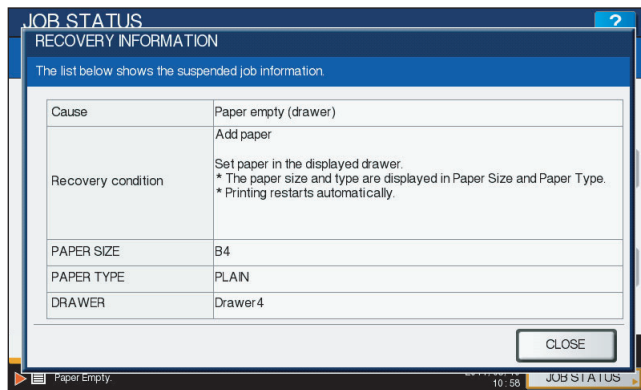 JOB STATUS
?
RECOVERY INFORMATION
The list below shows the suspended job information.
Cause
Paper empty (drawer)
Recovery condition
Add paper
Set paper in the displayed drawer.
* The paper size and type are displayed in Paper Size and Paper Type.
* Printing restarts automatically.
PAPER SIZE
B4
PAPER TYPE
PLAIN
DRAWER
Drawer4
CLOSE
Paper Empty.
10:58
JOB STATUS